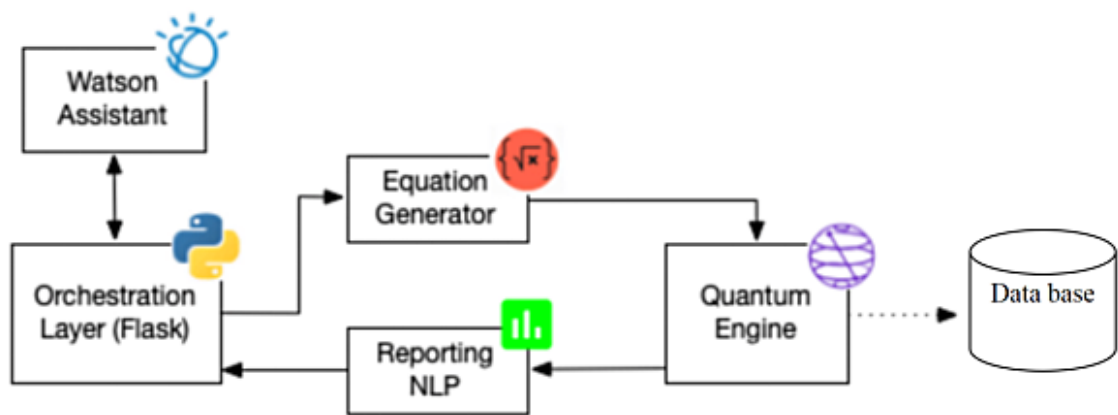 Watson
Assistant
{√x}
Equation
Generator
Orchestration
Layer (Flask)
Quantum
Engine
Data base
Reporting
NLP